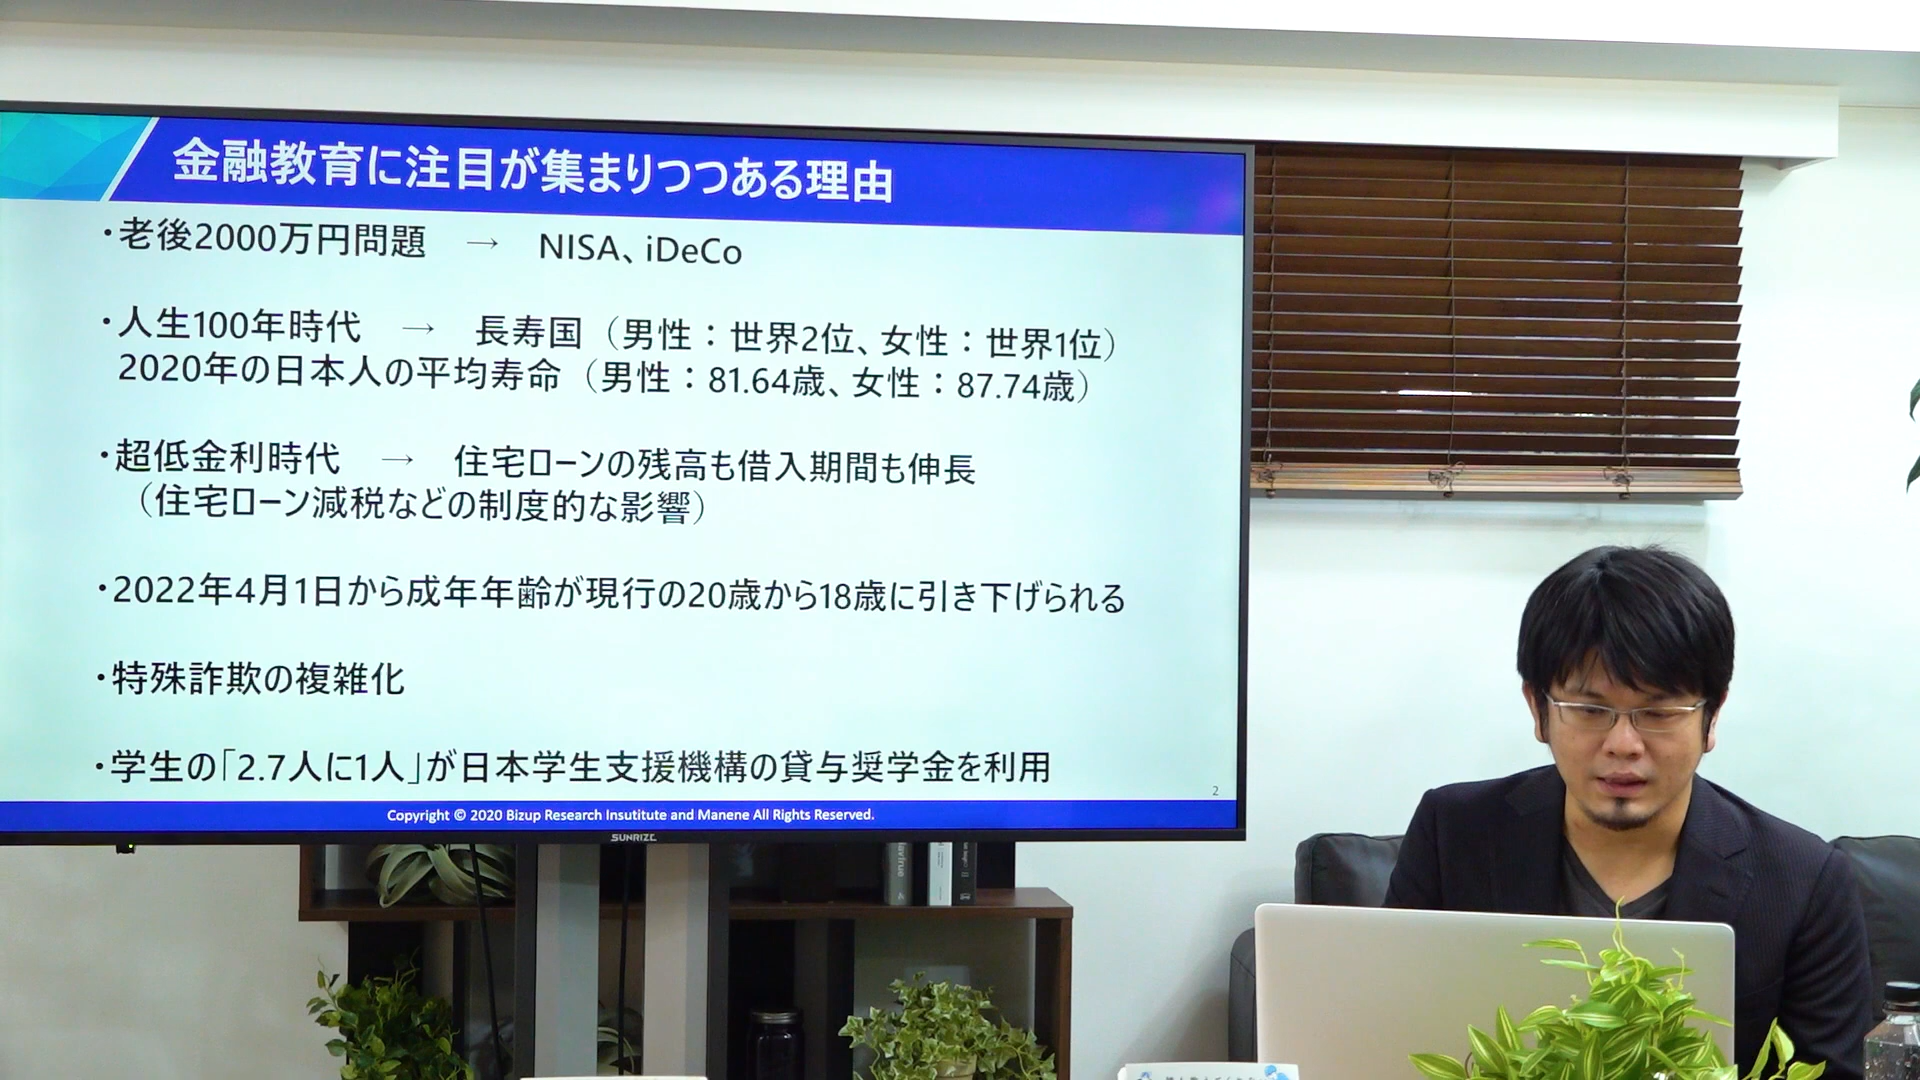 金融教育に注目が集まりつつある理由
・老後2000万円問題　→　NISA、iDeCo
・人生100年時代　→　長寿国（男性：世界2位、女性：世界1位）
2020年の日本人の平均寿命（男性：81.64歳、女性：87.74歳）
・超低金利時代　→　住宅ローンの残高も借入期間も伸長
（住宅ローン減税などの制度的な影響）
・2022年4月1日から成年年齢が現行の20歳から18歳に引き下げられる
・特殊詐欺の複雑化
・学生の「2.7人に1人」が日本学生支援機構の貸与奨学金を利用
2
Copyright © 2020 Bizup Research Insutitute and Manene All Rights Reserved.
SUNRIZE